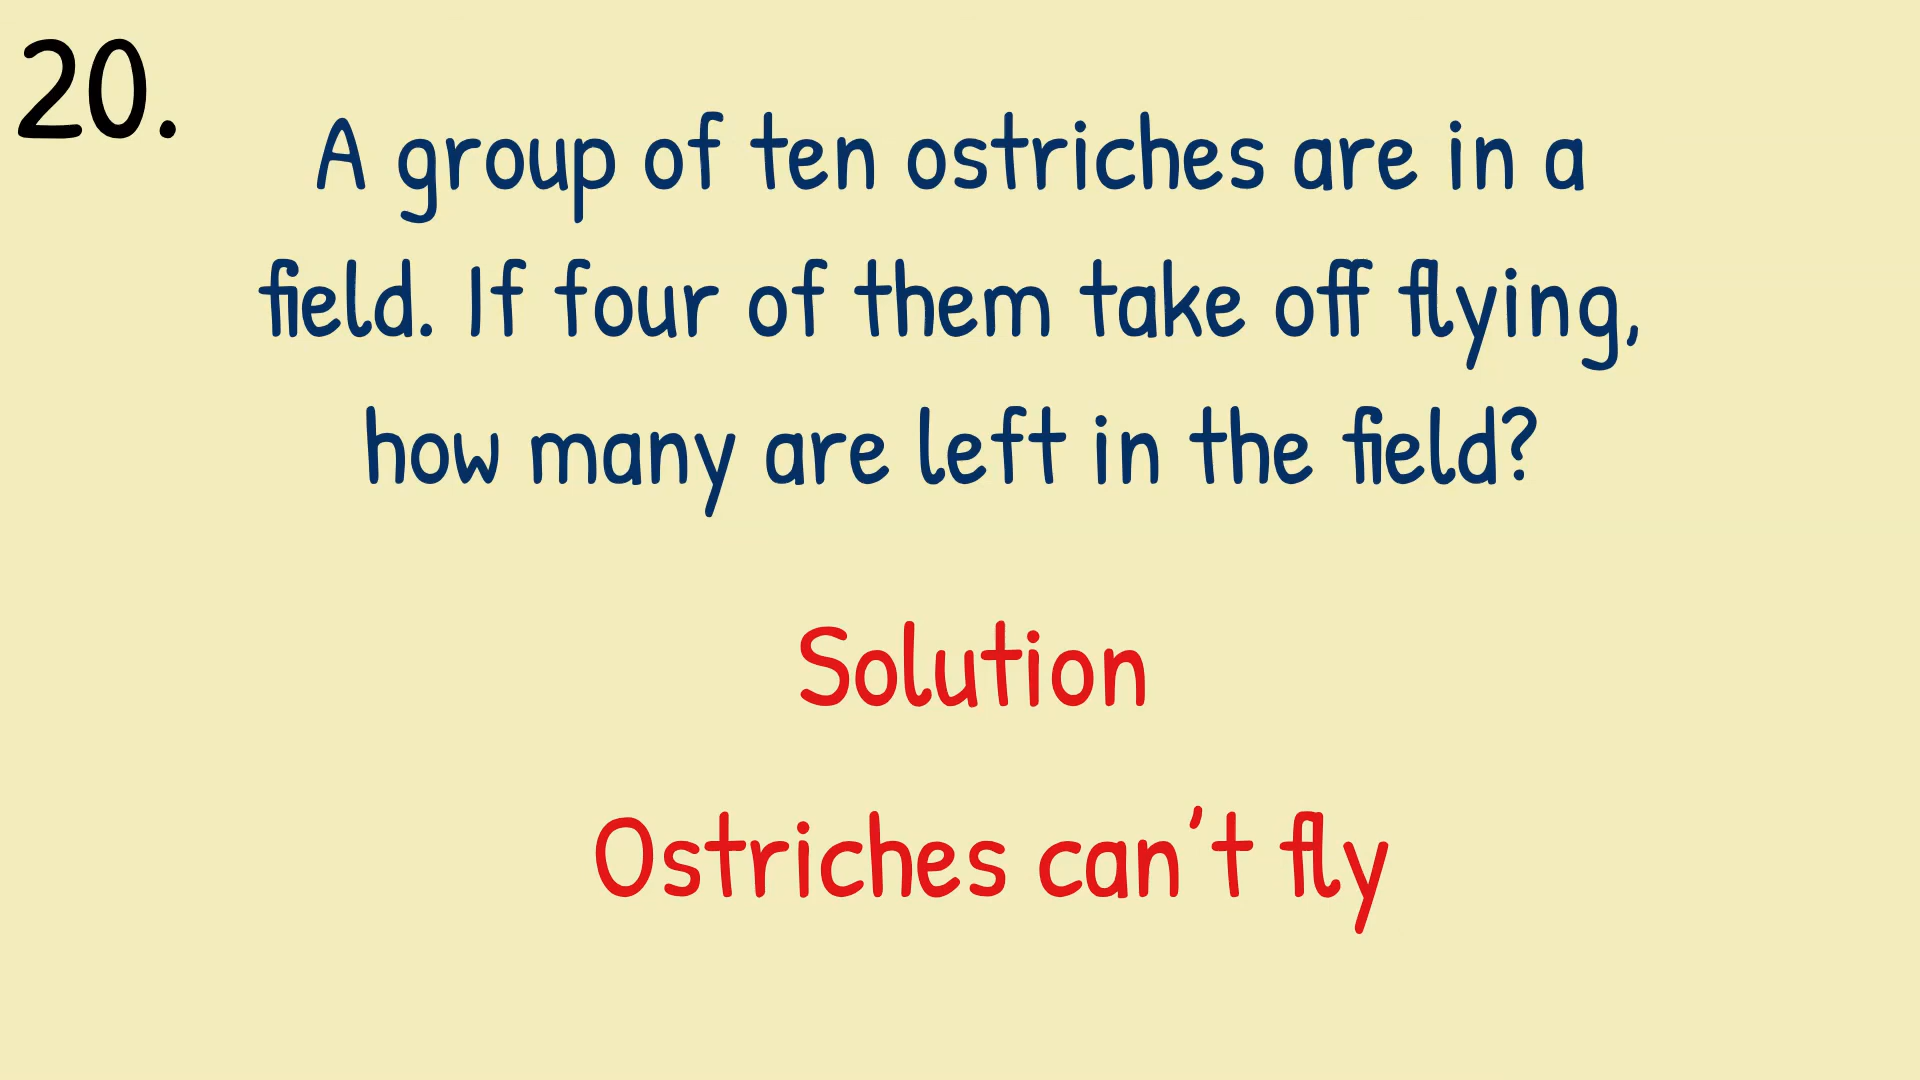 20.
A group of ten ostriches are in a
field. If four of them take off flying,
how many are left in the field?
Solution
Ostriches can't fly